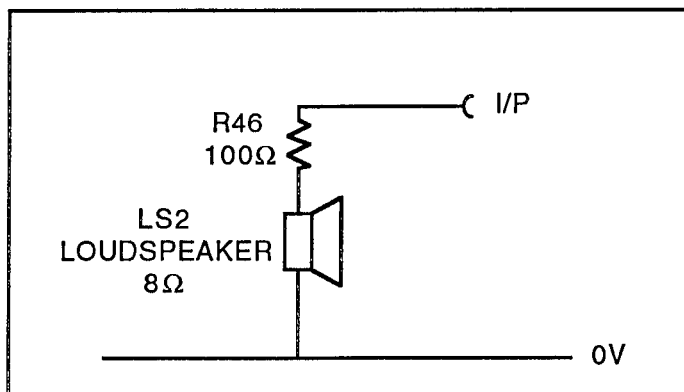 I/P
R46
100Ω
LS2
LOUDSPEAKER
8Ω
0V